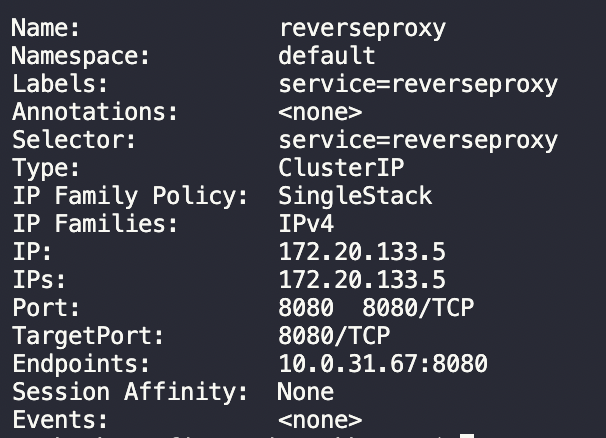 Name: reverseproxy
Namespace: default
Labels: service=reverseproxy
Annotations: <none>
Selector: service=reverseproxy
Type: ClusterIP
IP Family Policy: SingleStack
IP Families: IPv4
IP: 172.20.133.5
IPs: 172.20.133.5
Port: 8080 8080/TCP
TargetPort: 8080/TCP
Endpoints: 10.0.31.67:8080
Session Affinity: None
Events: <none>